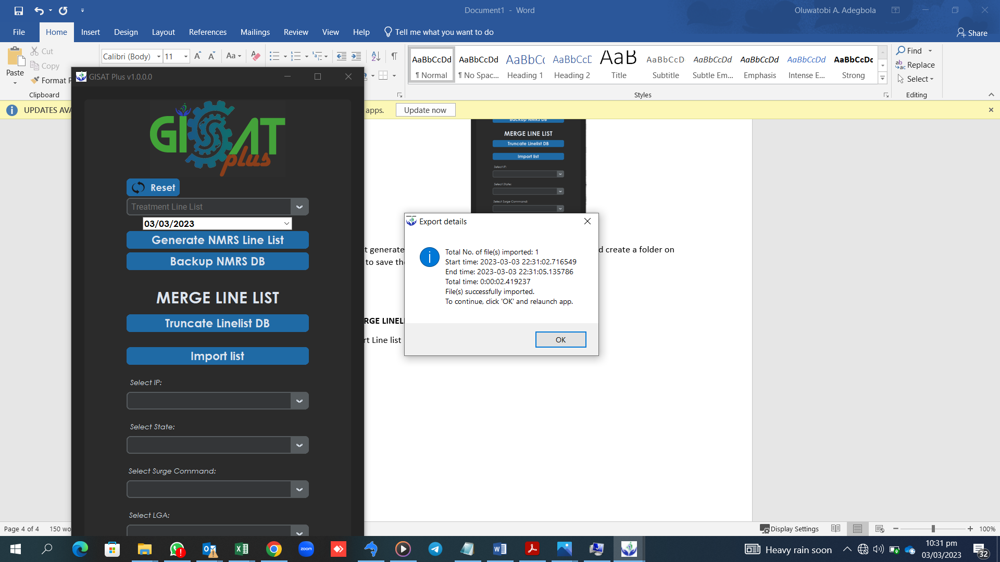 Document1 - Word
Oluwatobi A. Adegbola
File
Home
Insert
Design
Layout
References
Mailings
Review
View
Help
Tell me what you want to do
Share
Paste
Cut
Copy
Format P
Clipboard
Calibri (Body)
11
Aa
AaBbCcDd
¶ Normal
AaBbCcDd
¶ No Spac...
AaBbC
Heading 1
AaBbCcE
Heading 2
AaB
Title
AaBbCcD
Subtitle
AaBbCcDd
Subtle Em...
AaBbCcDd
Emphasis
AaBbCcDd
Intense E...
AaBbCcDc
Strong
Styles
Find
Replace
Select
Editing
UPDATES AVA
apps.
Update now
GISAT Plus v1.0.0.0
GISAT
plus
Reset
Treatment Line List
03/03/2023
Generate NMRS Line List
Backup NMRS DB
MERGE LINE LIST
Truncate Linelist DB
Import list
Select IP:
Select State:
Select Surge Command:
Select LGA:
Backup NMRS DB
MERGE LINE LIST
Truncate Linelist DB
Import list
Select IP:
Select State:
Select Surge Command:
t generate
d create a folder on
to save th
RGE LINEL
rt Line list
Export details
Total No. of file(s) imported: 1
Start time: 2023-03-03 22:31:02.716549
End time: 2023-03-03 22:31:05.135786
Total time: 0:00:02.419237
File(s) successfully imported.
To continue, click 'OK' and relaunch app.
OK
Page 4 of 4
150 wo
Display Settings
100%
zoom
Heavy rain soon
10:31 pm
03/03/2023
32